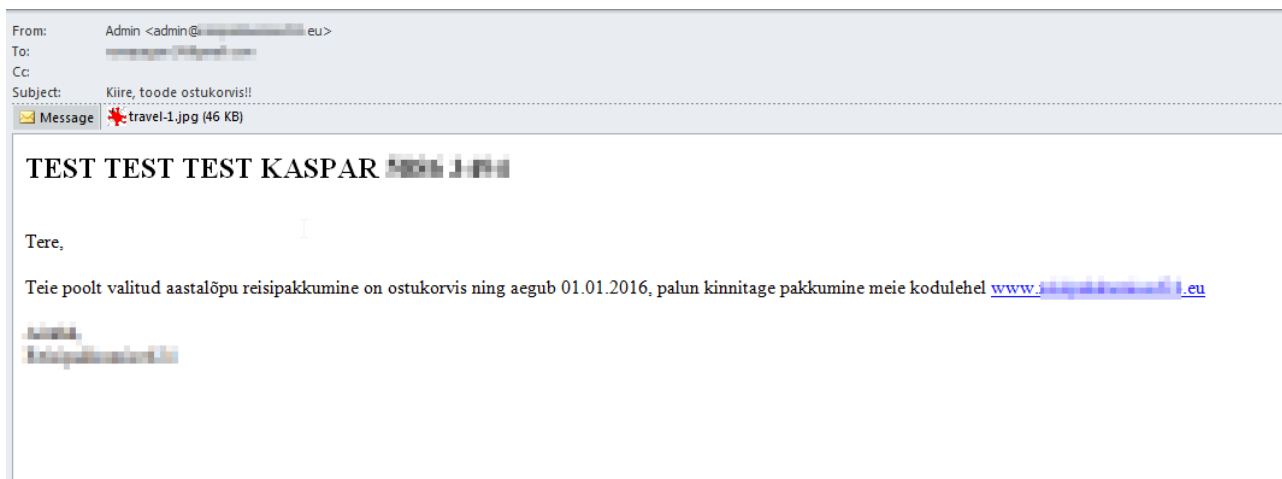 From: Admin <admin@ eu>
To:
Cc:
Subject: Kiire, toode ostukorvis!!
Message travel-1.jpg (46 KB)
TEST TEST TEST KASPAR
Tere,
Teie poolt valitud aastalõpu reisipakkumine on ostukorvis ning aegub 01.01.2016, palun kinnitage pakkumine meie kodulehel www. .eu